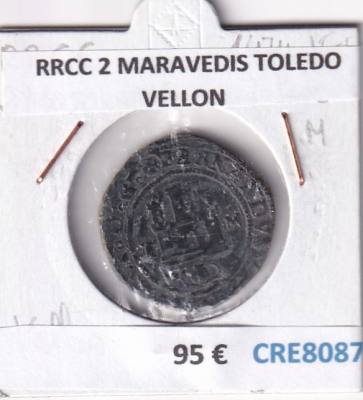 RRCC 2 MARAVEDIS TOLEDO
VELLON
M
95 € CRE8087